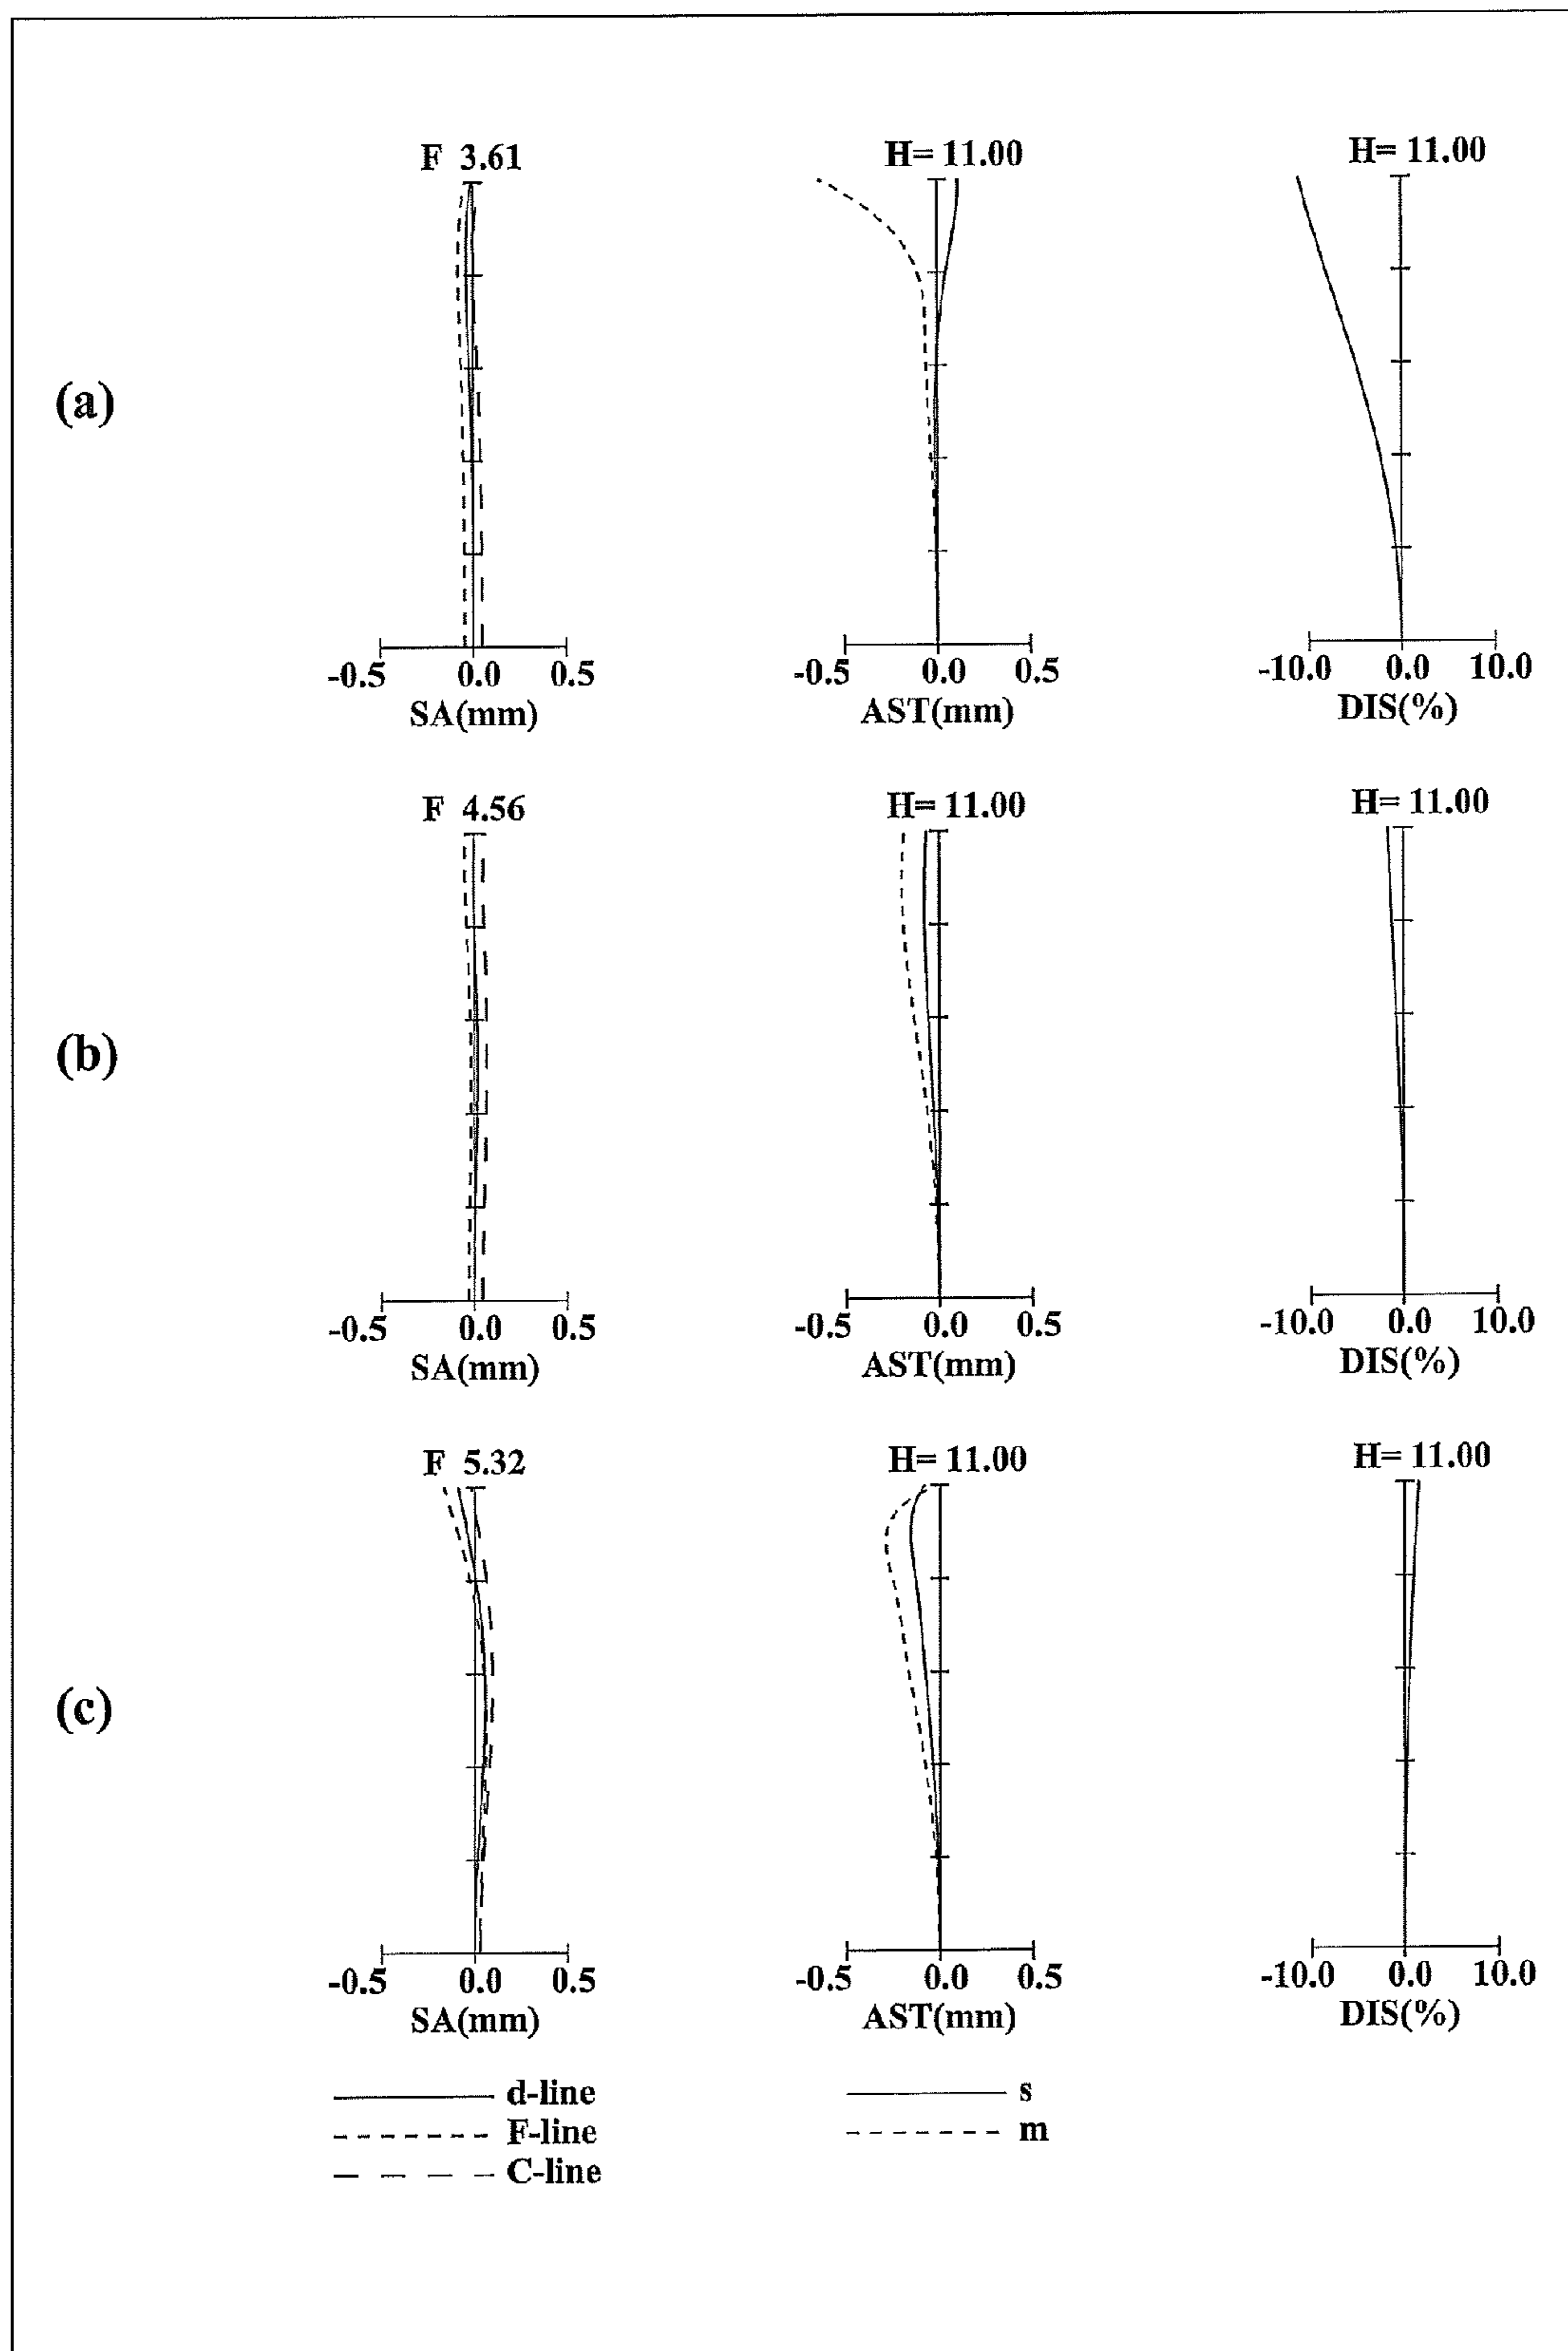 (a)
F 3.61
-0.5 0.0 0.5
SA(mm)
H= 11.00
-0.5 0.0 0.5
AST(mm)
H= 11.00
-10.0 0.0 10.0
DIS(%)
(b)
F 4.56
-0.5 0.0 0.5
SA(mm)
H= 11.00
-0.5 0.0 0.5
AST(mm)
H= 11.00
-10.0 0.0 10.0
DIS(%)
(c)
F 5.32
-0.5 0.0 0.5
SA(mm)
H= 11.00
-0.5 0.0 0.5
AST(mm)
H= 11.00
-10.0 0.0 10.0
DIS(%)
d-line
F-line
C-line
s
m